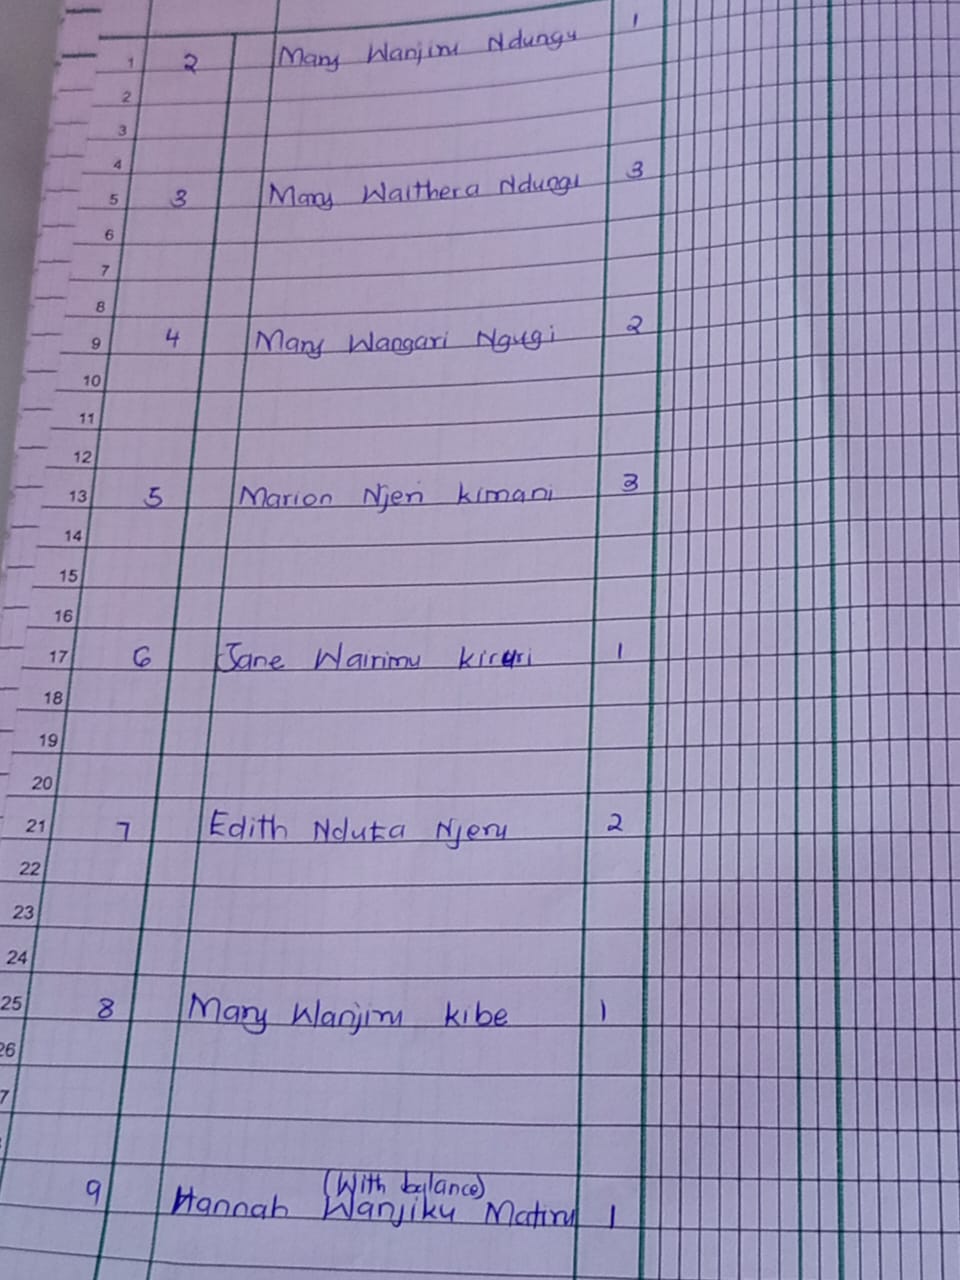 1 2 Mary Wanjiru Ndungu 1
2
3
4
5 3 Mary Waithera Ndungu 3
6
7
8
9 4 Mary Wangari Ngugi 2
10
11
12
13 5 Marion Njeri Kimani 3
14
15
16
17 6 Jane Wairimu Kiruri 1
18
19
20
21 7 Edith Nduta Njeru 2
22
23
24
25 8 Mary Wanjiru Kibe 1
26
7
(With balance)
9 Hannah Wanjiku Matiru 1